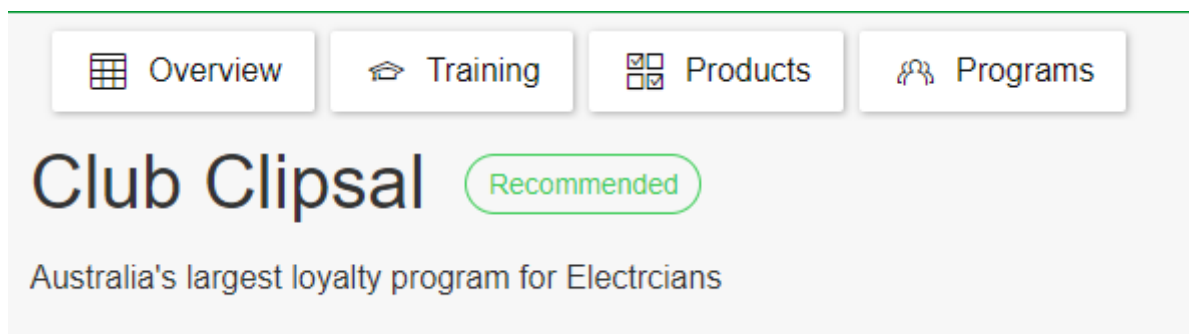 Overview Training Products Programs
Club Clipsal Recommended
Australia's largest loyalty program for Electrcians